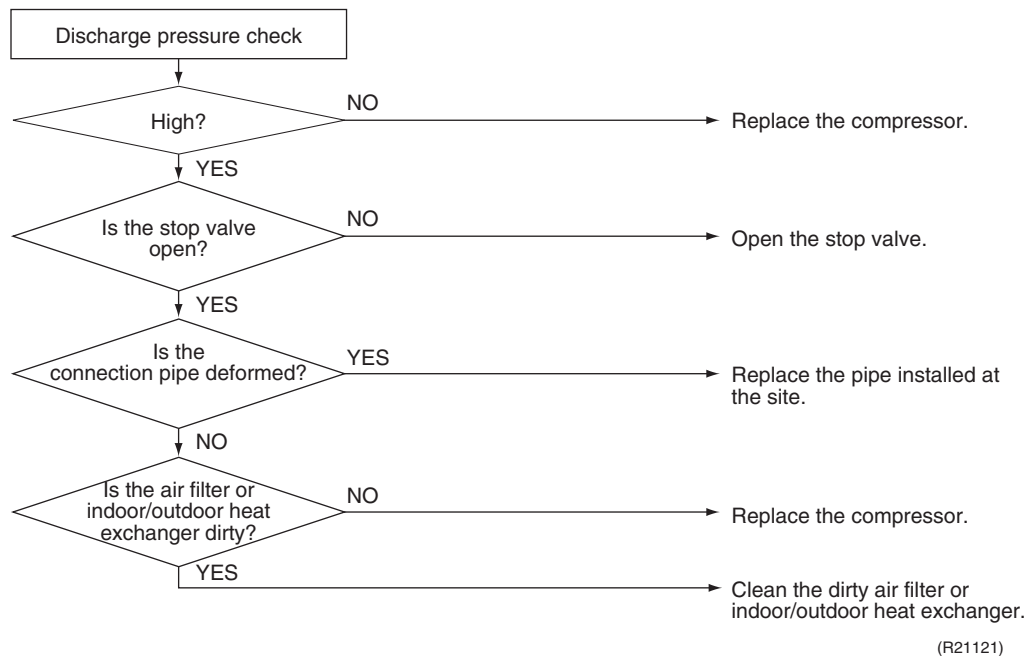 Discharge pressure check
High?
NO
Replace the compressor.
YES
Is the stop valve
open?
NO
Open the stop valve.
YES
Is the
connection pipe deformed?
YES
Replace the pipe installed at
the site.
NO
Is the air filter or
indoor/outdoor heat
exchanger dirty?
NO
Replace the compressor.
YES
Clean the dirty air filter or
indoor/outdoor heat exchanger.
(R21121)